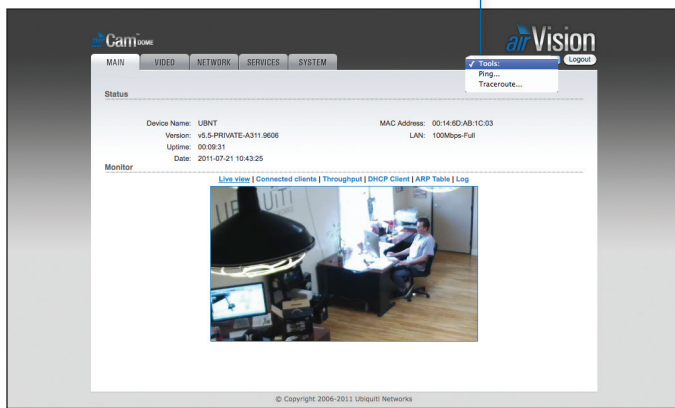 airCam DOME
airVision
MAIN VIDEO NETWORK SERVICES SYSTEM
✓ Tools:
Logout
Ping...
Traceroute...
Status
Device Name: UBNT
MAC Address: 00:14:6D:AB:1C:03
Version: v5.5-PRIVATE-A311.9606
LAN: 100Mbps-Full
Uptime: 00:09:31
Date: 2011-07-21 10:43:25
Monitor
Live view | Connected clients | Throughput | DHCP Client | ARP Table | Log
UBIQUITI
© Copyright 2006-2011 Ubiquiti Networks